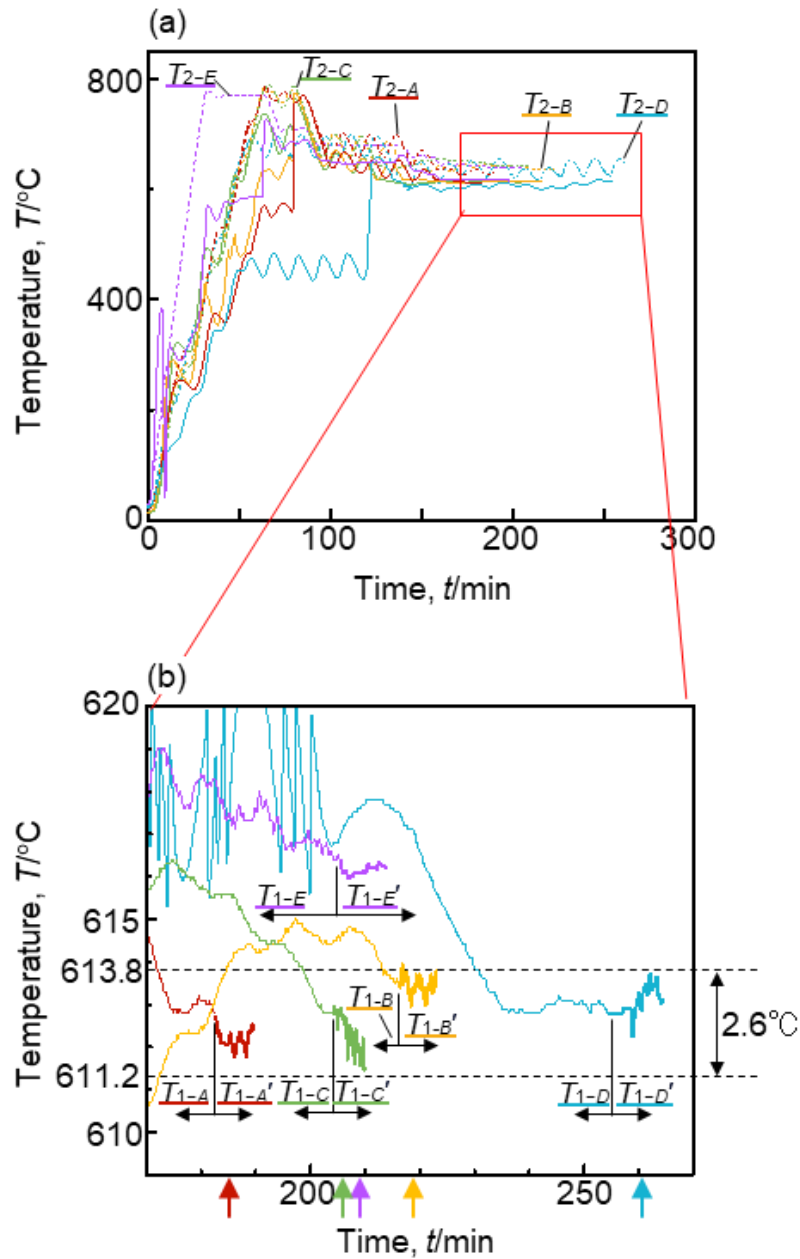 (a)
800
T2-E
T2-C
T2-A
T2-B
T2-D
Temperature, T/°C
400
0
0
100
200
300
Time, t/min
(b)
620
Temperature, T/°C
T1-E
T1-E′
615
613.8
T1-B
T1-B′
2.6℃
611.2
T1-A
T1-A′
T1-C
T1-C′
T1-D
T1-D′
610
200
250
Time, t/min